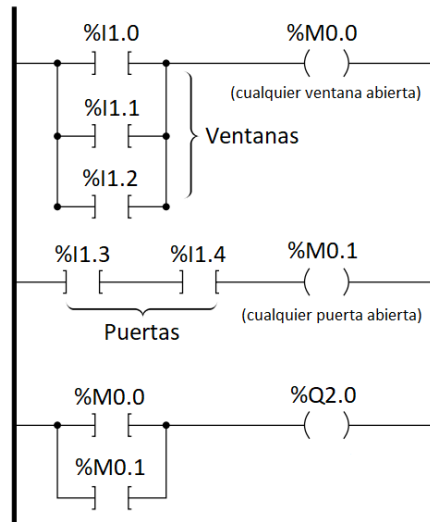 %I1.0 %M0.0
(cualquier ventana abierta)
%I1.1
Ventanas
%I1.2
%I1.3 %I1.4 %M0.1
(cualquier puerta abierta)
Puertas
%M0.0 %Q2.0
%M0.1